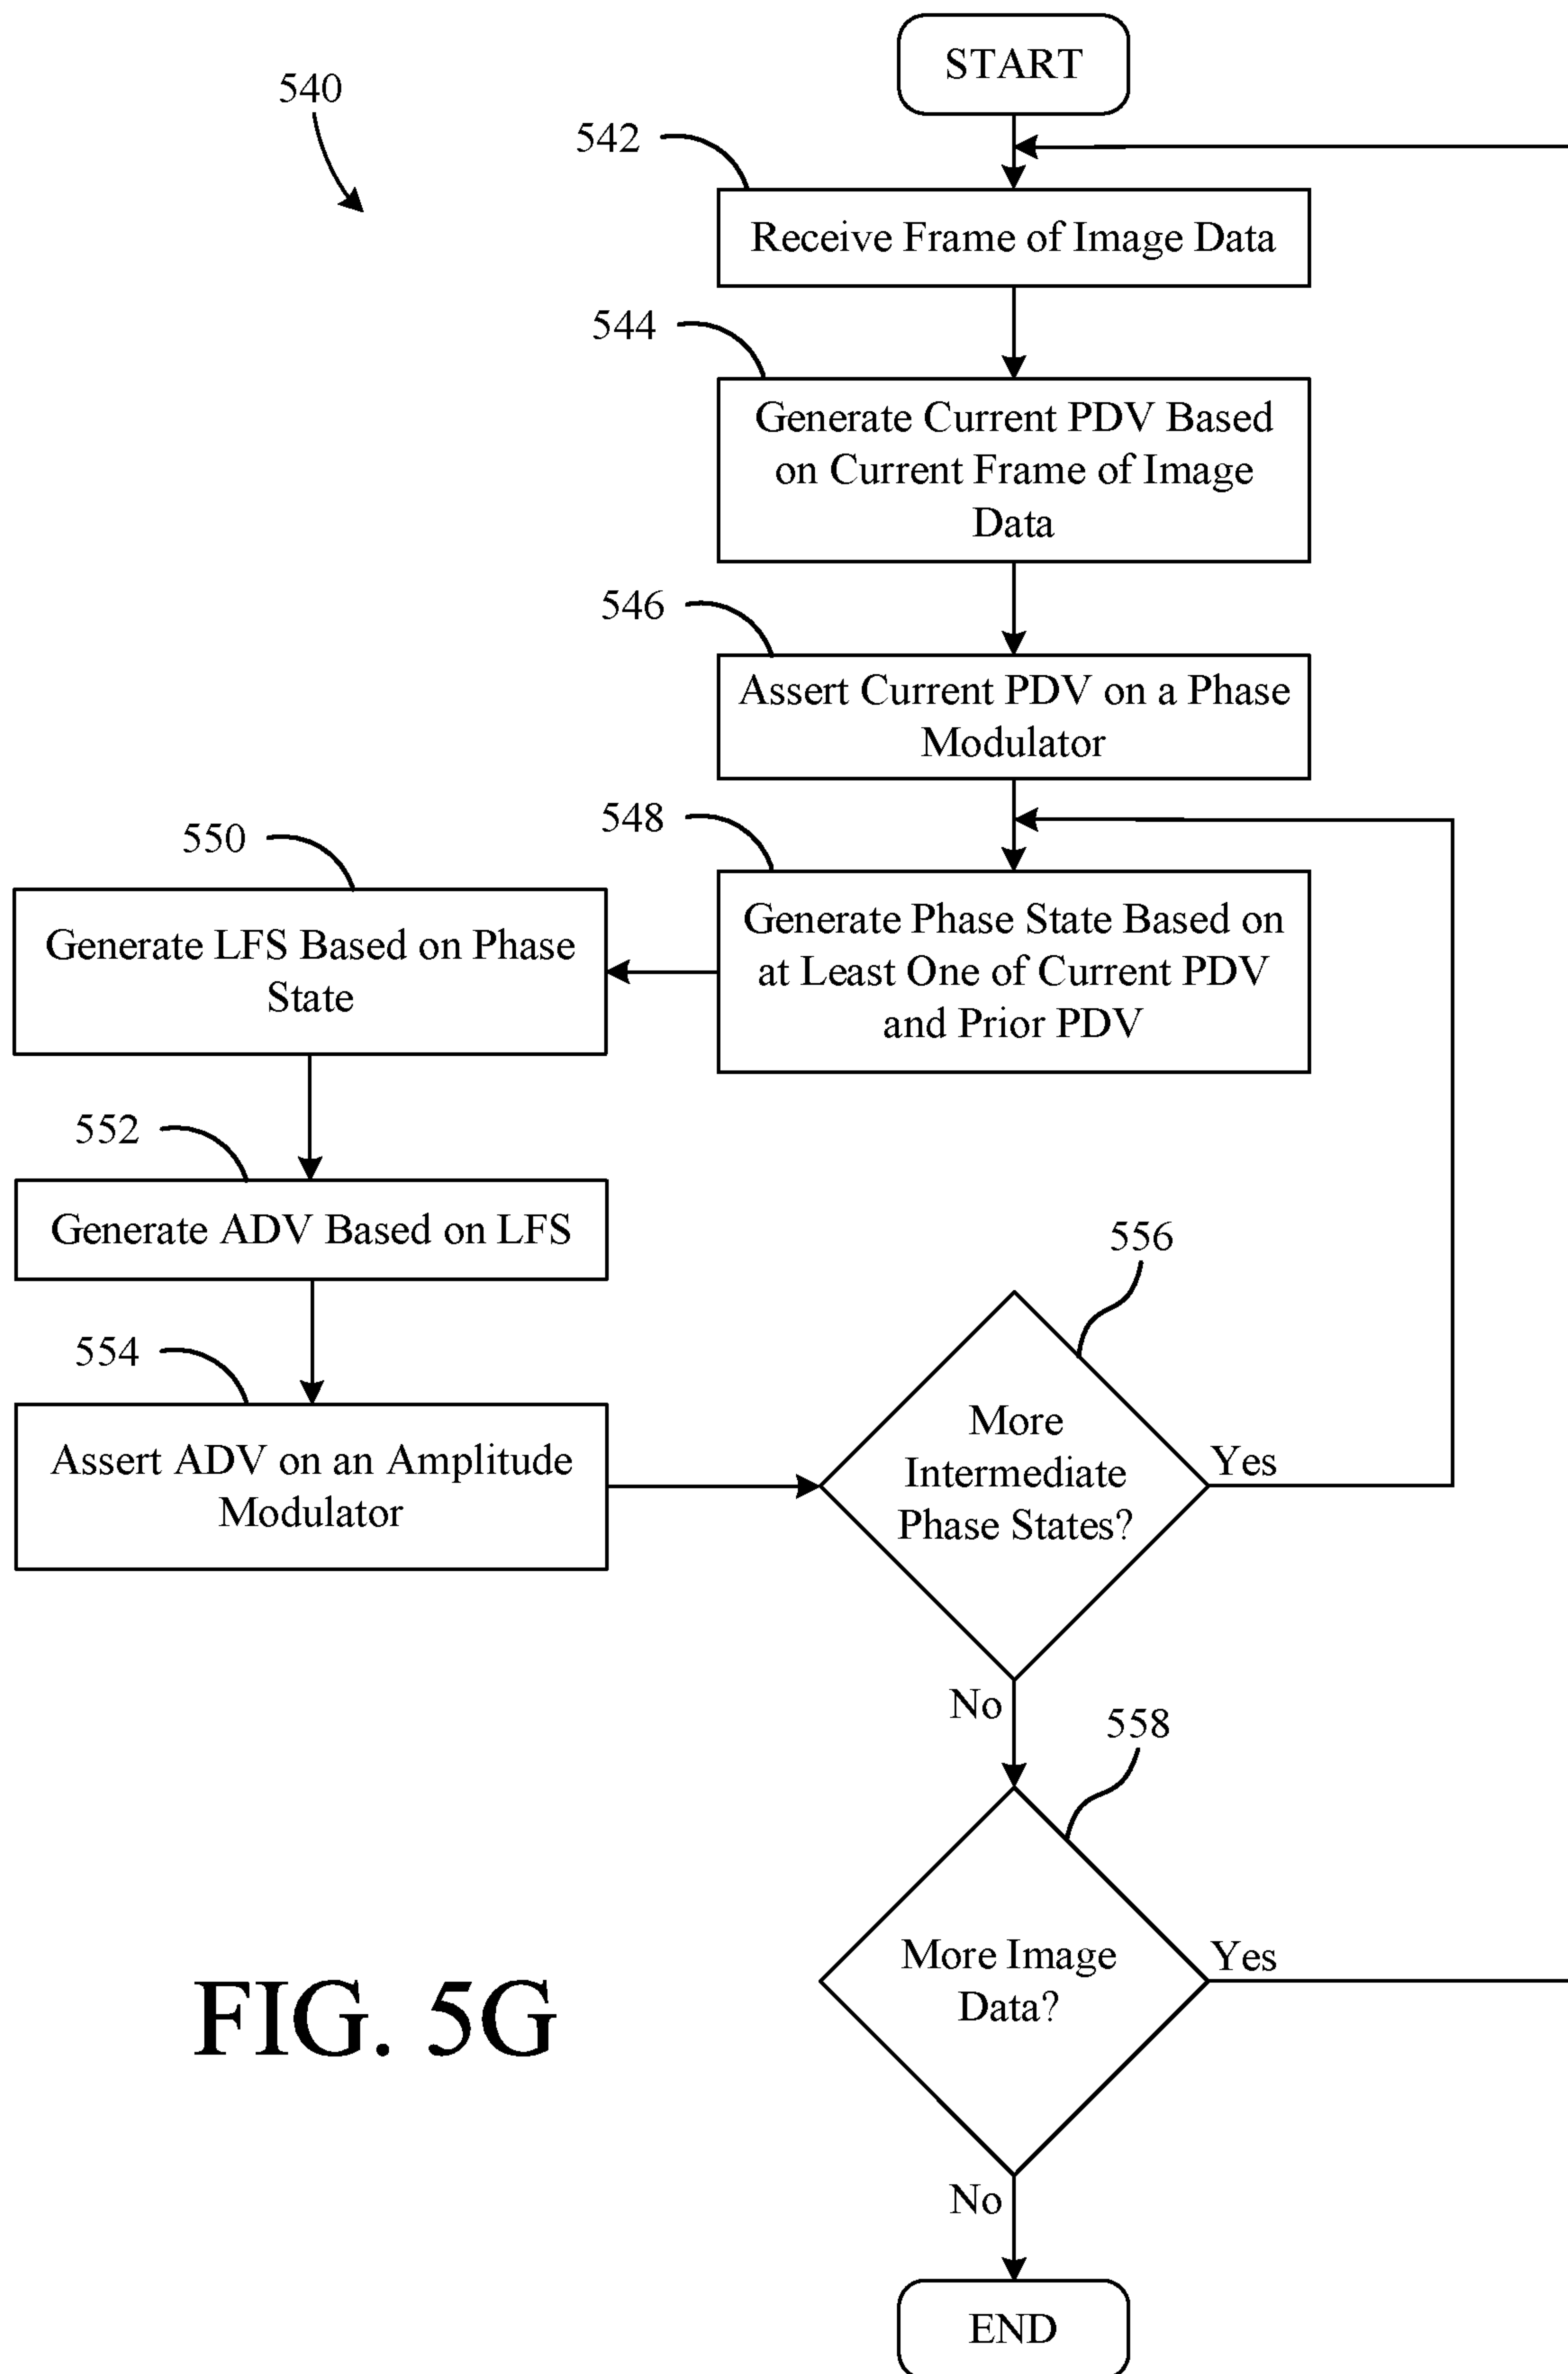 START
540
542
Receive Frame of Image Data
544
Generate Current PDV Based
on Current Frame of Image
Data
546
Assert Current PDV on a Phase
Modulator
548
Generate Phase State Based on
at Least One of Current PDV
and Prior PDV
550
Generate LFS Based on Phase
State
552
Generate ADV Based on LFS
554
Assert ADV on an Amplitude
Modulator
556
More
Intermediate
Phase States?
Yes
No
558
More Image
Data?
Yes
No
END
FIG. 5G